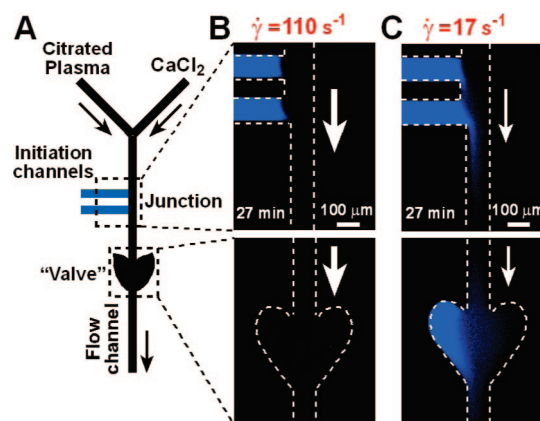 A
Citrated
Plasma
CaCl₂
Initiation
channels
Junction
"Valve"
Flow
channel
B
γ̇ = 110 s⁻¹
27 min
100 μm
C
γ̇ = 17 s⁻¹
27 min
100 μm